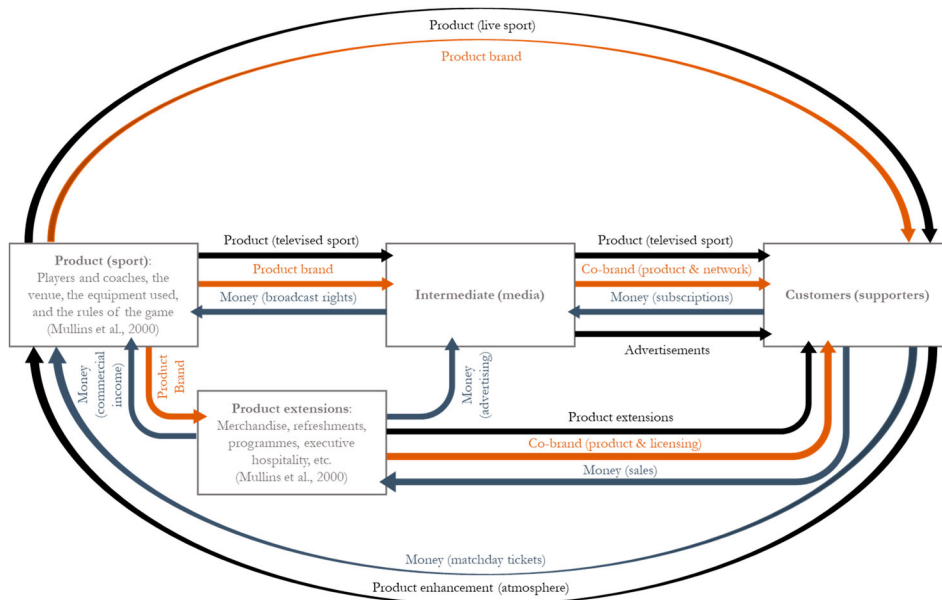 Product (live sport)
Product brand
Product (televised sport)
Product (televised sport)
Product (sport):
Players and coaches, the
venue, the equipment used,
and the rules of the game
(Mullins et al., 2000)
Product brand
Money (broadcast rights)
Intermediate (media)
Co-brand (product & network)
Money (subscriptions)
Advertisements
Customers (supporters)
Money
(commercial
income)
Product
Brand
Money
(advertising)
Product extensions:
Merchandise, refreshments,
programmes, executive
hospitality, etc.
(Mullins et al., 2000)
Product extensions
Co-brand (product & licensing)
Money (sales)
Money (matchday tickets)
Product enhancement (atmosphere)